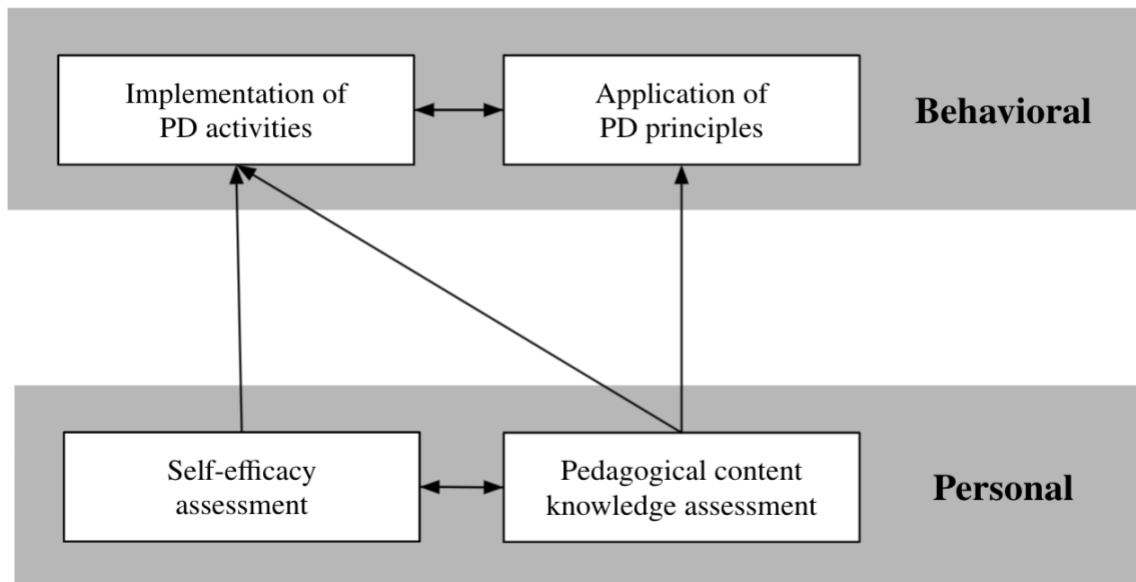 Implementation of
PD activities
Application of
PD principles
Behavioral
Self-efficacy
assessment
Pedagogical content
knowledge assessment
Personal